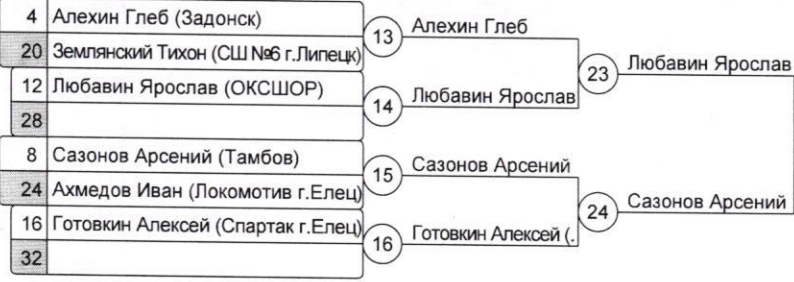 4 Алехин Глеб (Задонск)
20 Землянский Тихон (СШ №6 г.Липецк)
12 Любавин Ярослав (ОКСШОР)
28
8 Сазонов Арсений (Тамбов)
24 Ахмедов Иван (Локомотив г.Елец)
16 Готовкин Алексей (Спартак г.Елец)
32
13 Алехин Глеб
14 Любавин Ярослав
15 Сазонов Арсений
16 Готовкин Алексей (.
23 Любавин Ярослав
24 Сазонов Арсений